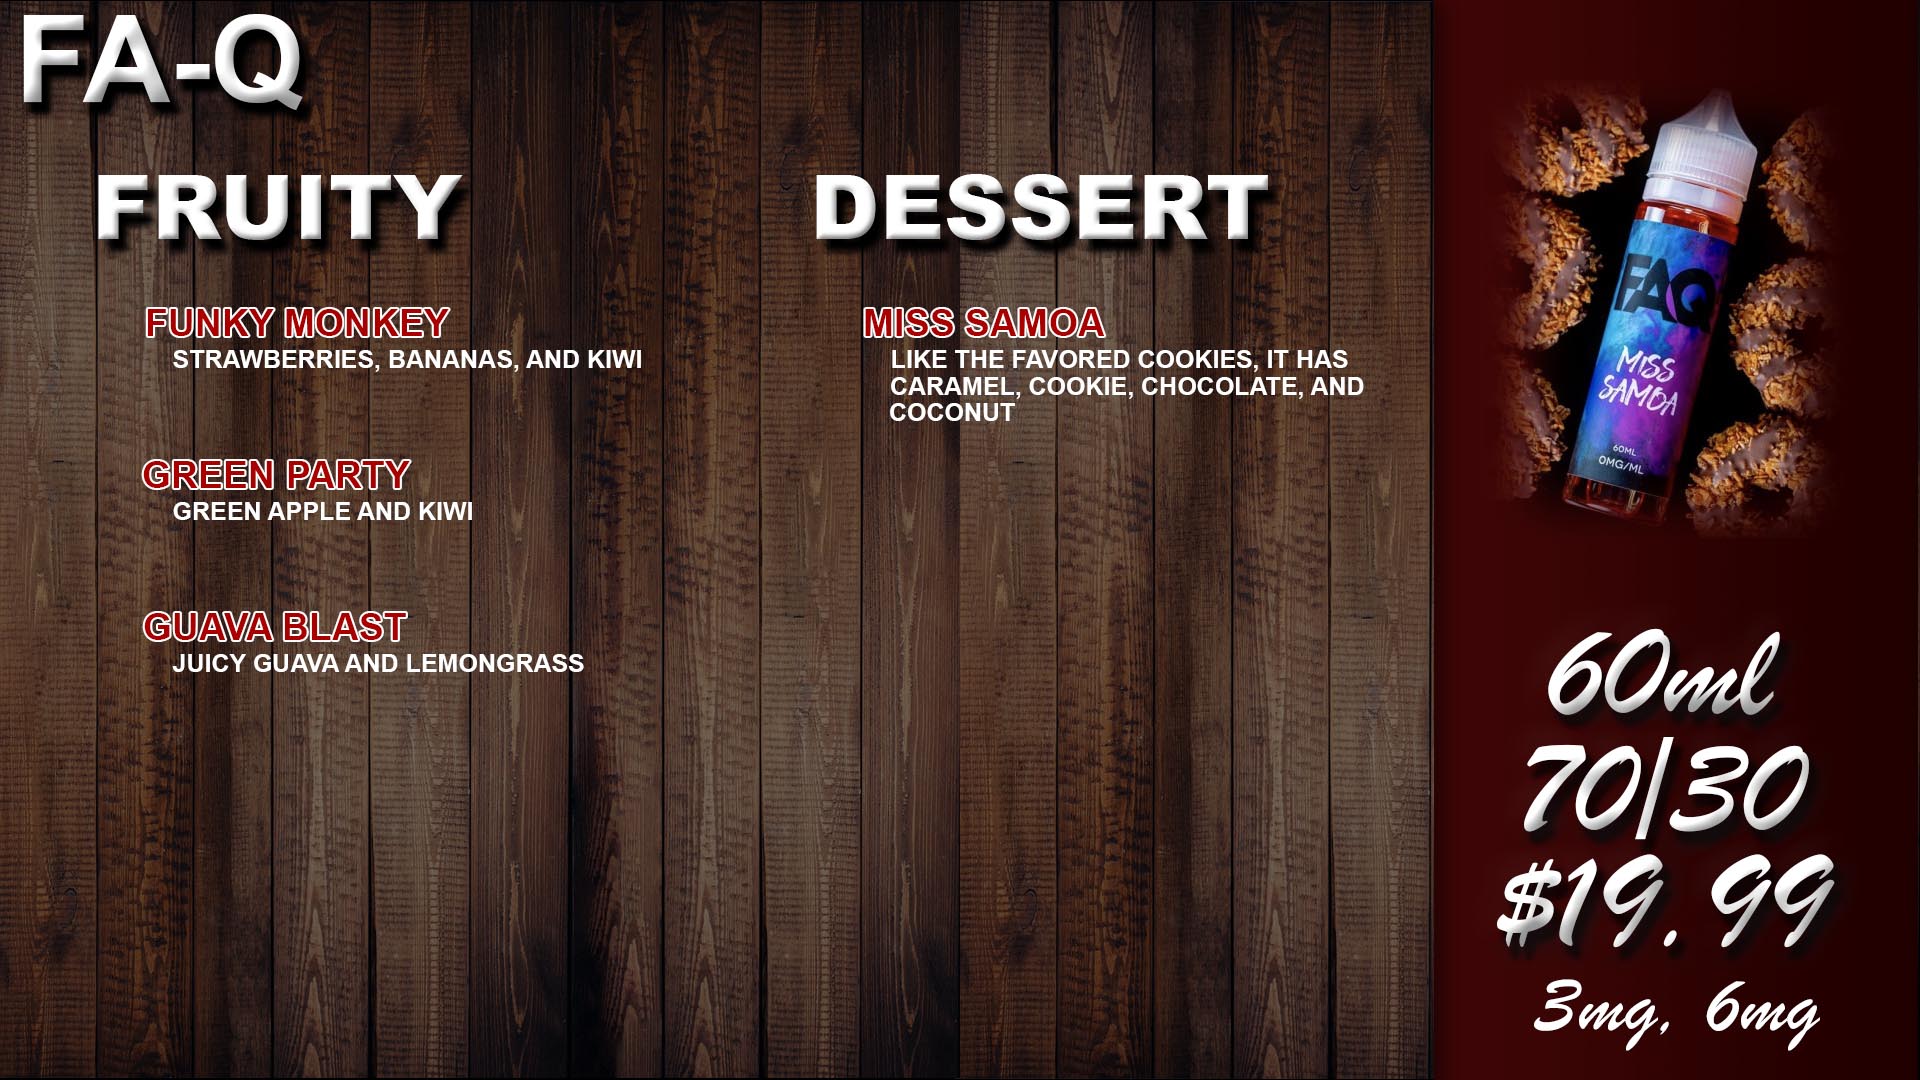 FA-Q
FRUITY
FUNKY MONKEY
STRAWBERRIES, BANANAS, AND KIWI
GREEN PARTY
GREEN APPLE AND KIWI
GUAVA BLAST
JUICY GUAVA AND LEMONGRASS
DESSERT
MISS SAMOA
LIKE THE FAVORED COOKIES, IT HAS
CARAMEL, COOKIE, CHOCOLATE, AND
COCONUT
FAQ
MISS
SAMOA
60ML
0MG/ML
60ml
70|30
$19.99
3mg, 6mg